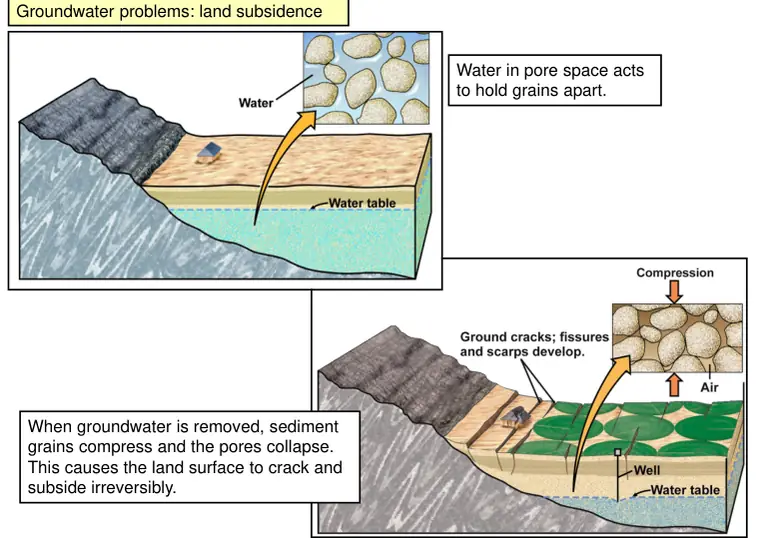 Groundwater problems: land subsidence
Water in pore space acts
to hold grains apart.
Water
Water table
Compression
Ground cracks; fissures
and scarps develop.
Air
When groundwater is removed, sediment
grains compress and the pores collapse.
This causes the land surface to crack and
subside irreversibly.
Well
Water table